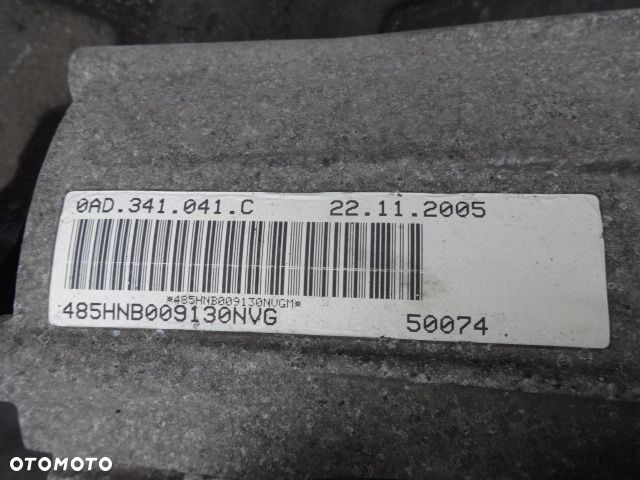 0AD.341.041.C 22.11.2005
*485HNB009130NVGM*
485HNB009130NVG 50074
OTOMOTO